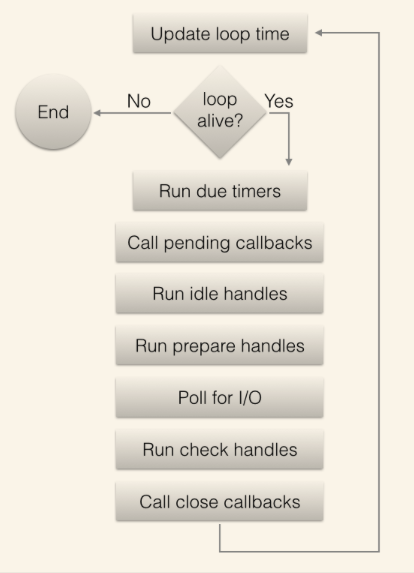 Update loop time
No
loop
Yes
alive?
End
Run due timers
Call pending callbacks
Run idle handles
Run prepare handles
Poll for I/O
Run check handles
Call close callbacks